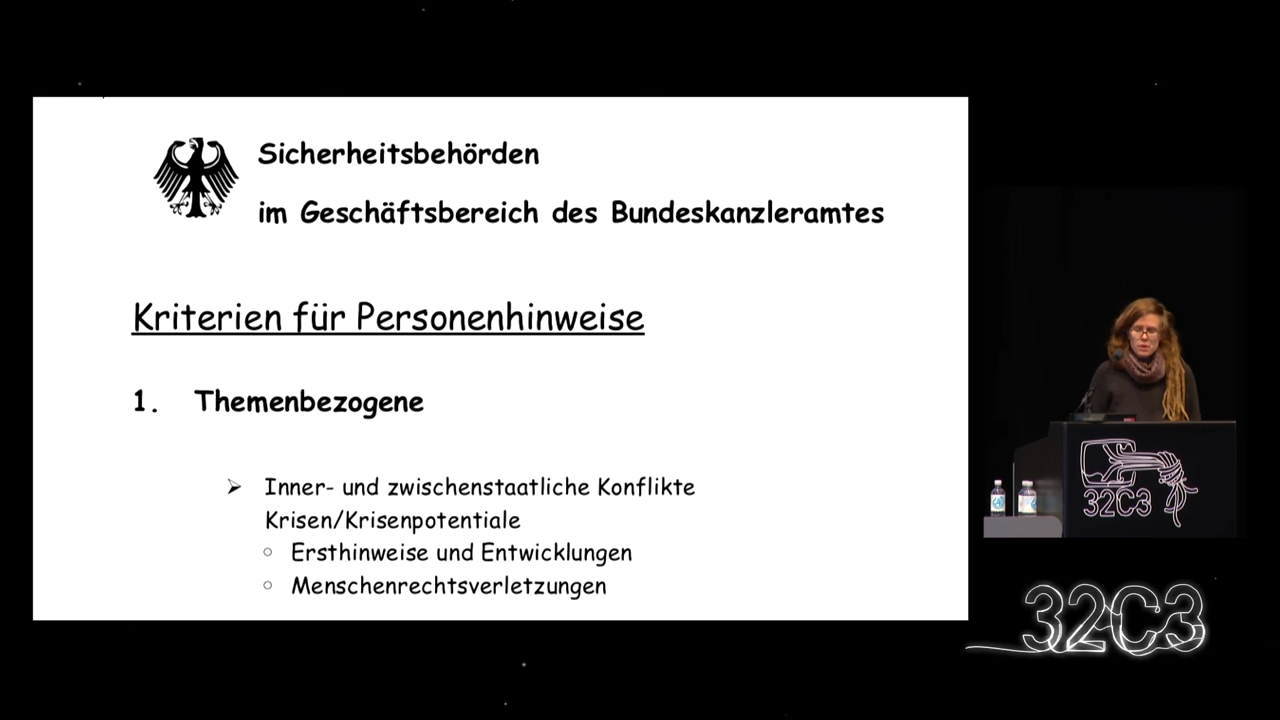 Sicherheitsbehörden
im Geschäftsbereich des Bundeskanzleramtes
Kriterien für Personenhinweise
1. Themenbezogene
➢ Inner- und zwischenstaatliche Konflikte
Krisen/Krisenpotentiale
○ Ersthinweise und Entwicklungen
○ Menschenrechtsverletzungen
32C3
32C3